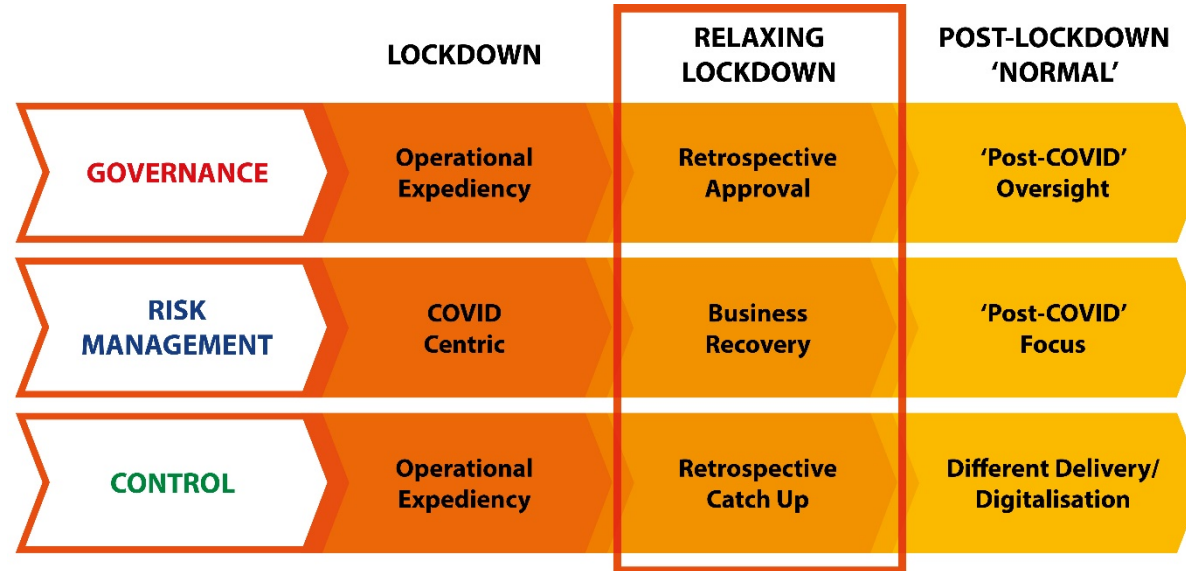 LOCKDOWN
RELAXING
LOCKDOWN
POST-LOCKDOWN
‘NORMAL’
GOVERNANCE
Operational
Expediency
Retrospective
Approval
‘Post-COVID’
Oversight
RISK
MANAGEMENT
COVID
Centric
Business
Recovery
‘Post-COVID’
Focus
CONTROL
Operational
Expediency
Retrospective
Catch Up
Different Delivery/
Digitalisation